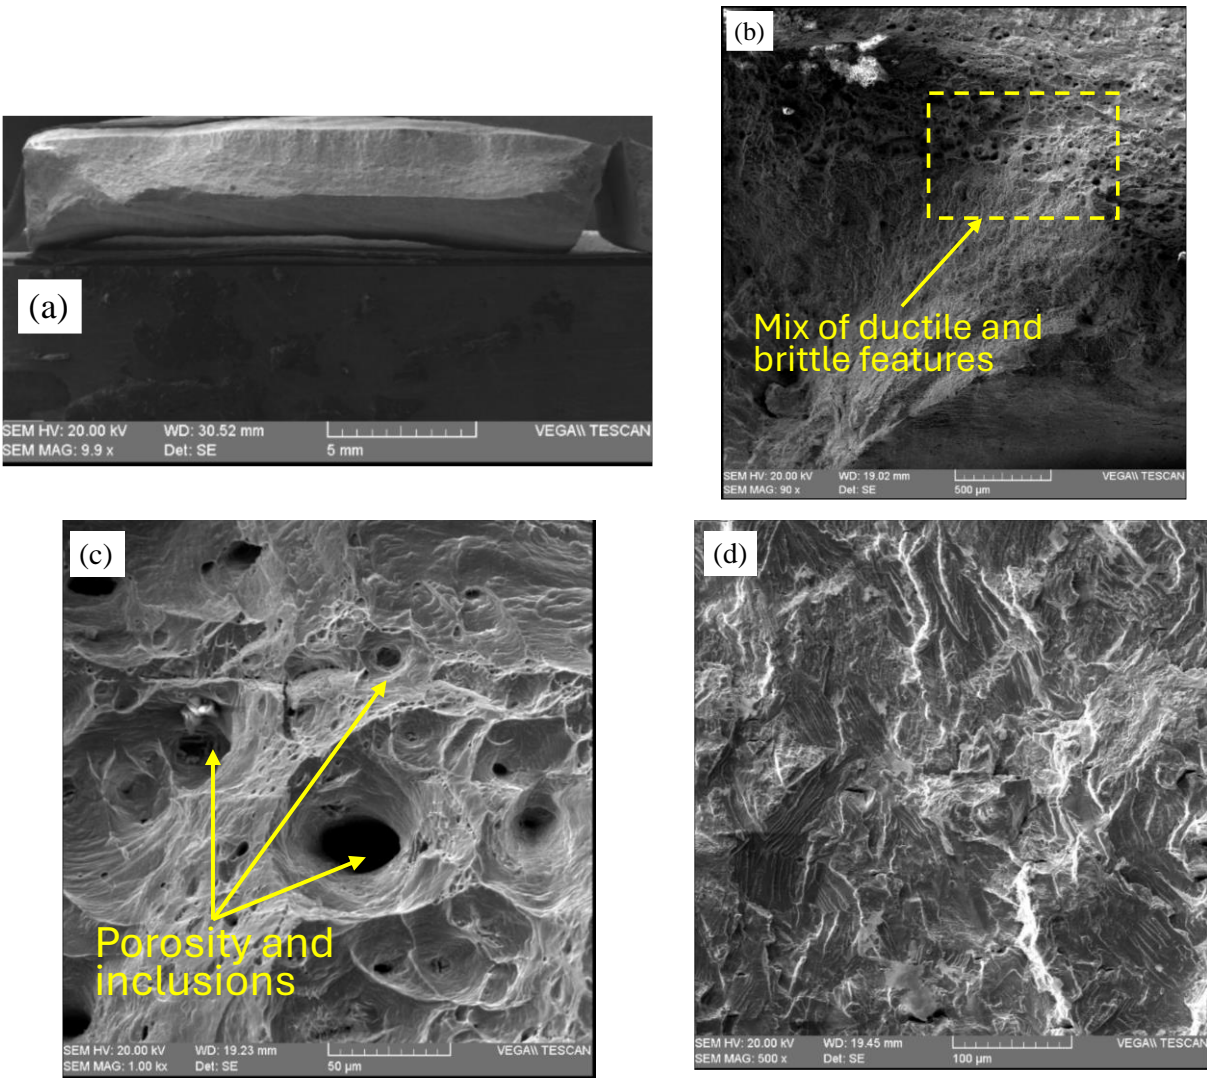 (a)
SEM HV: 20.00 kV WD: 30.52 mm VEGA\\ TESCAN
SEM MAG: 9.9 x Det: SE 5 mm
(b)
Mix of ductile and
brittle features
SEM HV: 20.00 kV WD: 19.02 mm VEGA\\ TESCAN
SEM MAG: 90 x Det: SE 500 µm
(c)
Porosity and
inclusions
SEM HV: 20.00 kV WD: 19.23 mm VEGA\\ TESCAN
SEM MAG: 1.00 kx Det: SE 50 µm
(d)
SEM HV: 20.00 kV WD: 19.45 mm VEGA\\ TESCAN
SEM MAG: 500 x Det: SE 100 µm